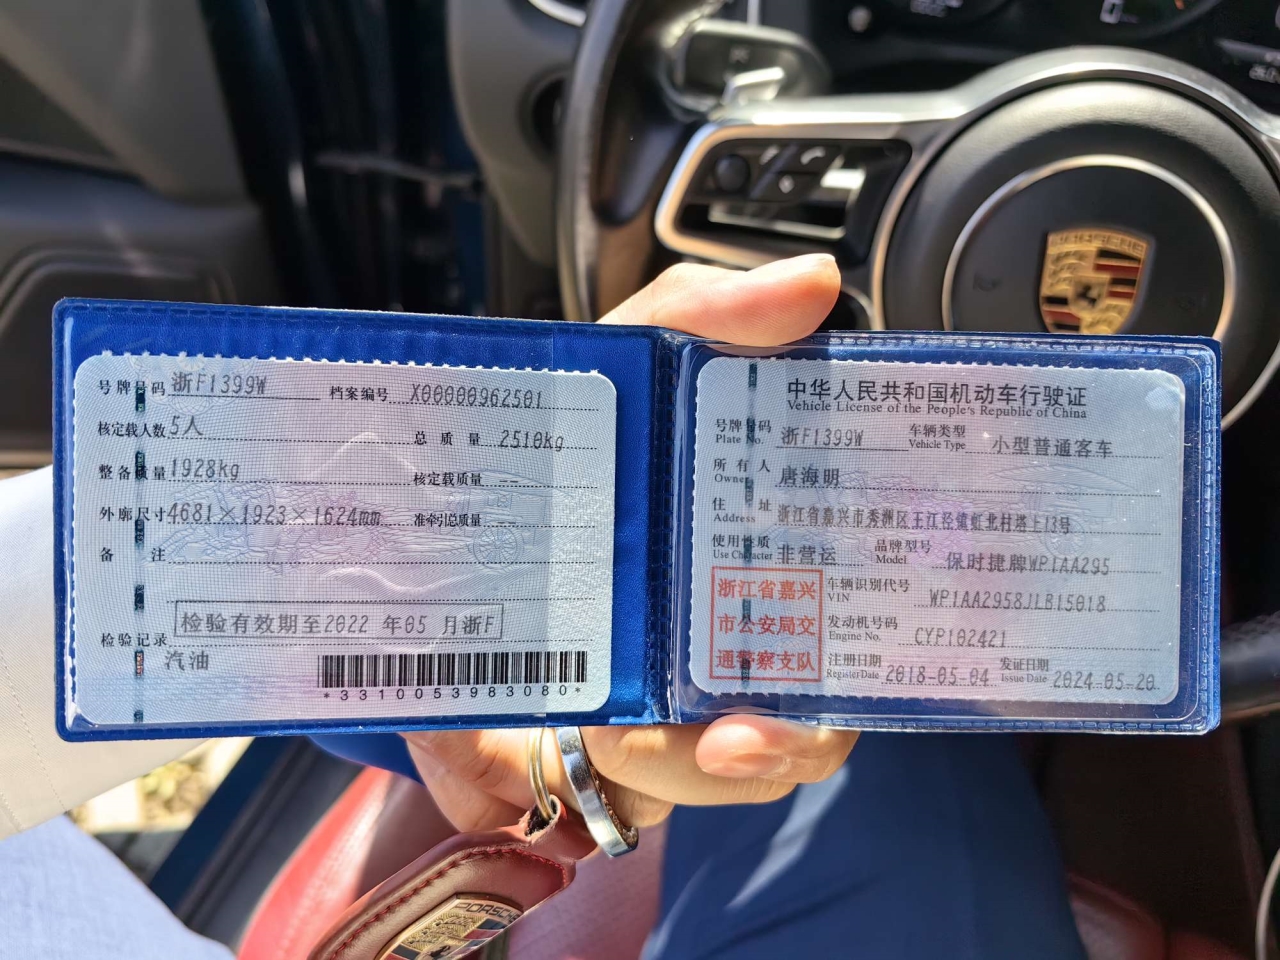 号牌号码 浙F1399W 档案编号 X00000962501
核定载人数 5人 总质量 2510kg
整备质量 1928kg 核定载质量 --
外廓尺寸 4681×1923×1624mm 准牵引总质量 --
备注
检验有效期至2022 年05 月浙F
检验记录
汽油
*3310053983080*
中华人民共和国机动车行驶证
Vehicle License of the People's Republic of China
号牌号码 浙F1399W 车辆类型 小型普通客车
Plate No. Vehicle Type
所有人 唐海明
Owner
住址 浙江省嘉兴市秀洲区王江泾镇虹北村塔上13号
Address
使用性质 非营运 品牌型号 保时捷牌WP1AA295
Use Character Model
浙江省嘉兴
市公安局交
通警察支队
车辆识别代号 WP1AA2958JLB15018
VIN
发动机号码 CYP102421
Engine No.
注册日期 2018-05-04 发证日期 2024-05-20
Register Date Issue Date
PORSCHE
PORSCHE